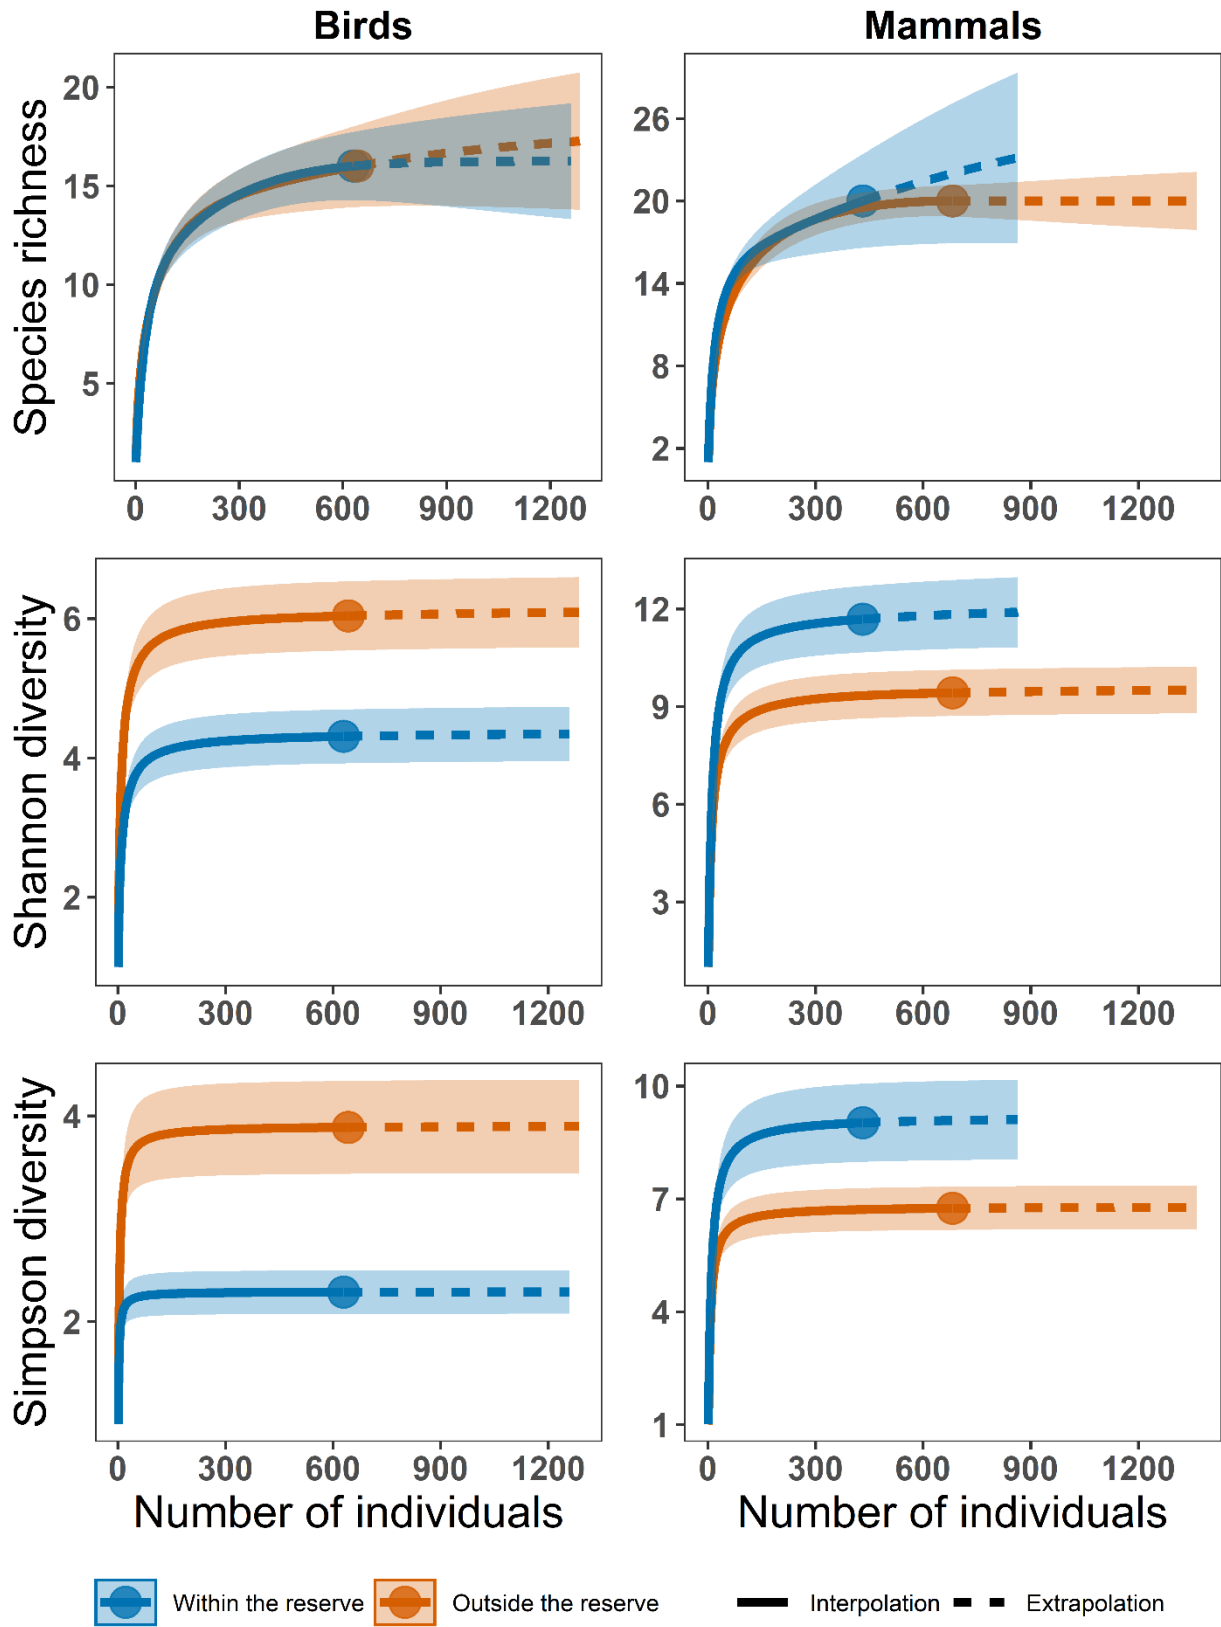 Birds
Mammals
Species richness
20
15
10
5
0 300 600 900 1200
26
20
14
8
2
0 300 600 900 1200
Shannon diversity
6
4
2
0 300 600 900 1200
12
9
6
3
0 300 600 900 1200
Simpson diversity
4
2
0 300 600 900 1200
Number of individuals
10
7
4
1
0 300 600 900 1200
Number of individuals
Within the reserve Outside the reserve Interpolation Extrapolation